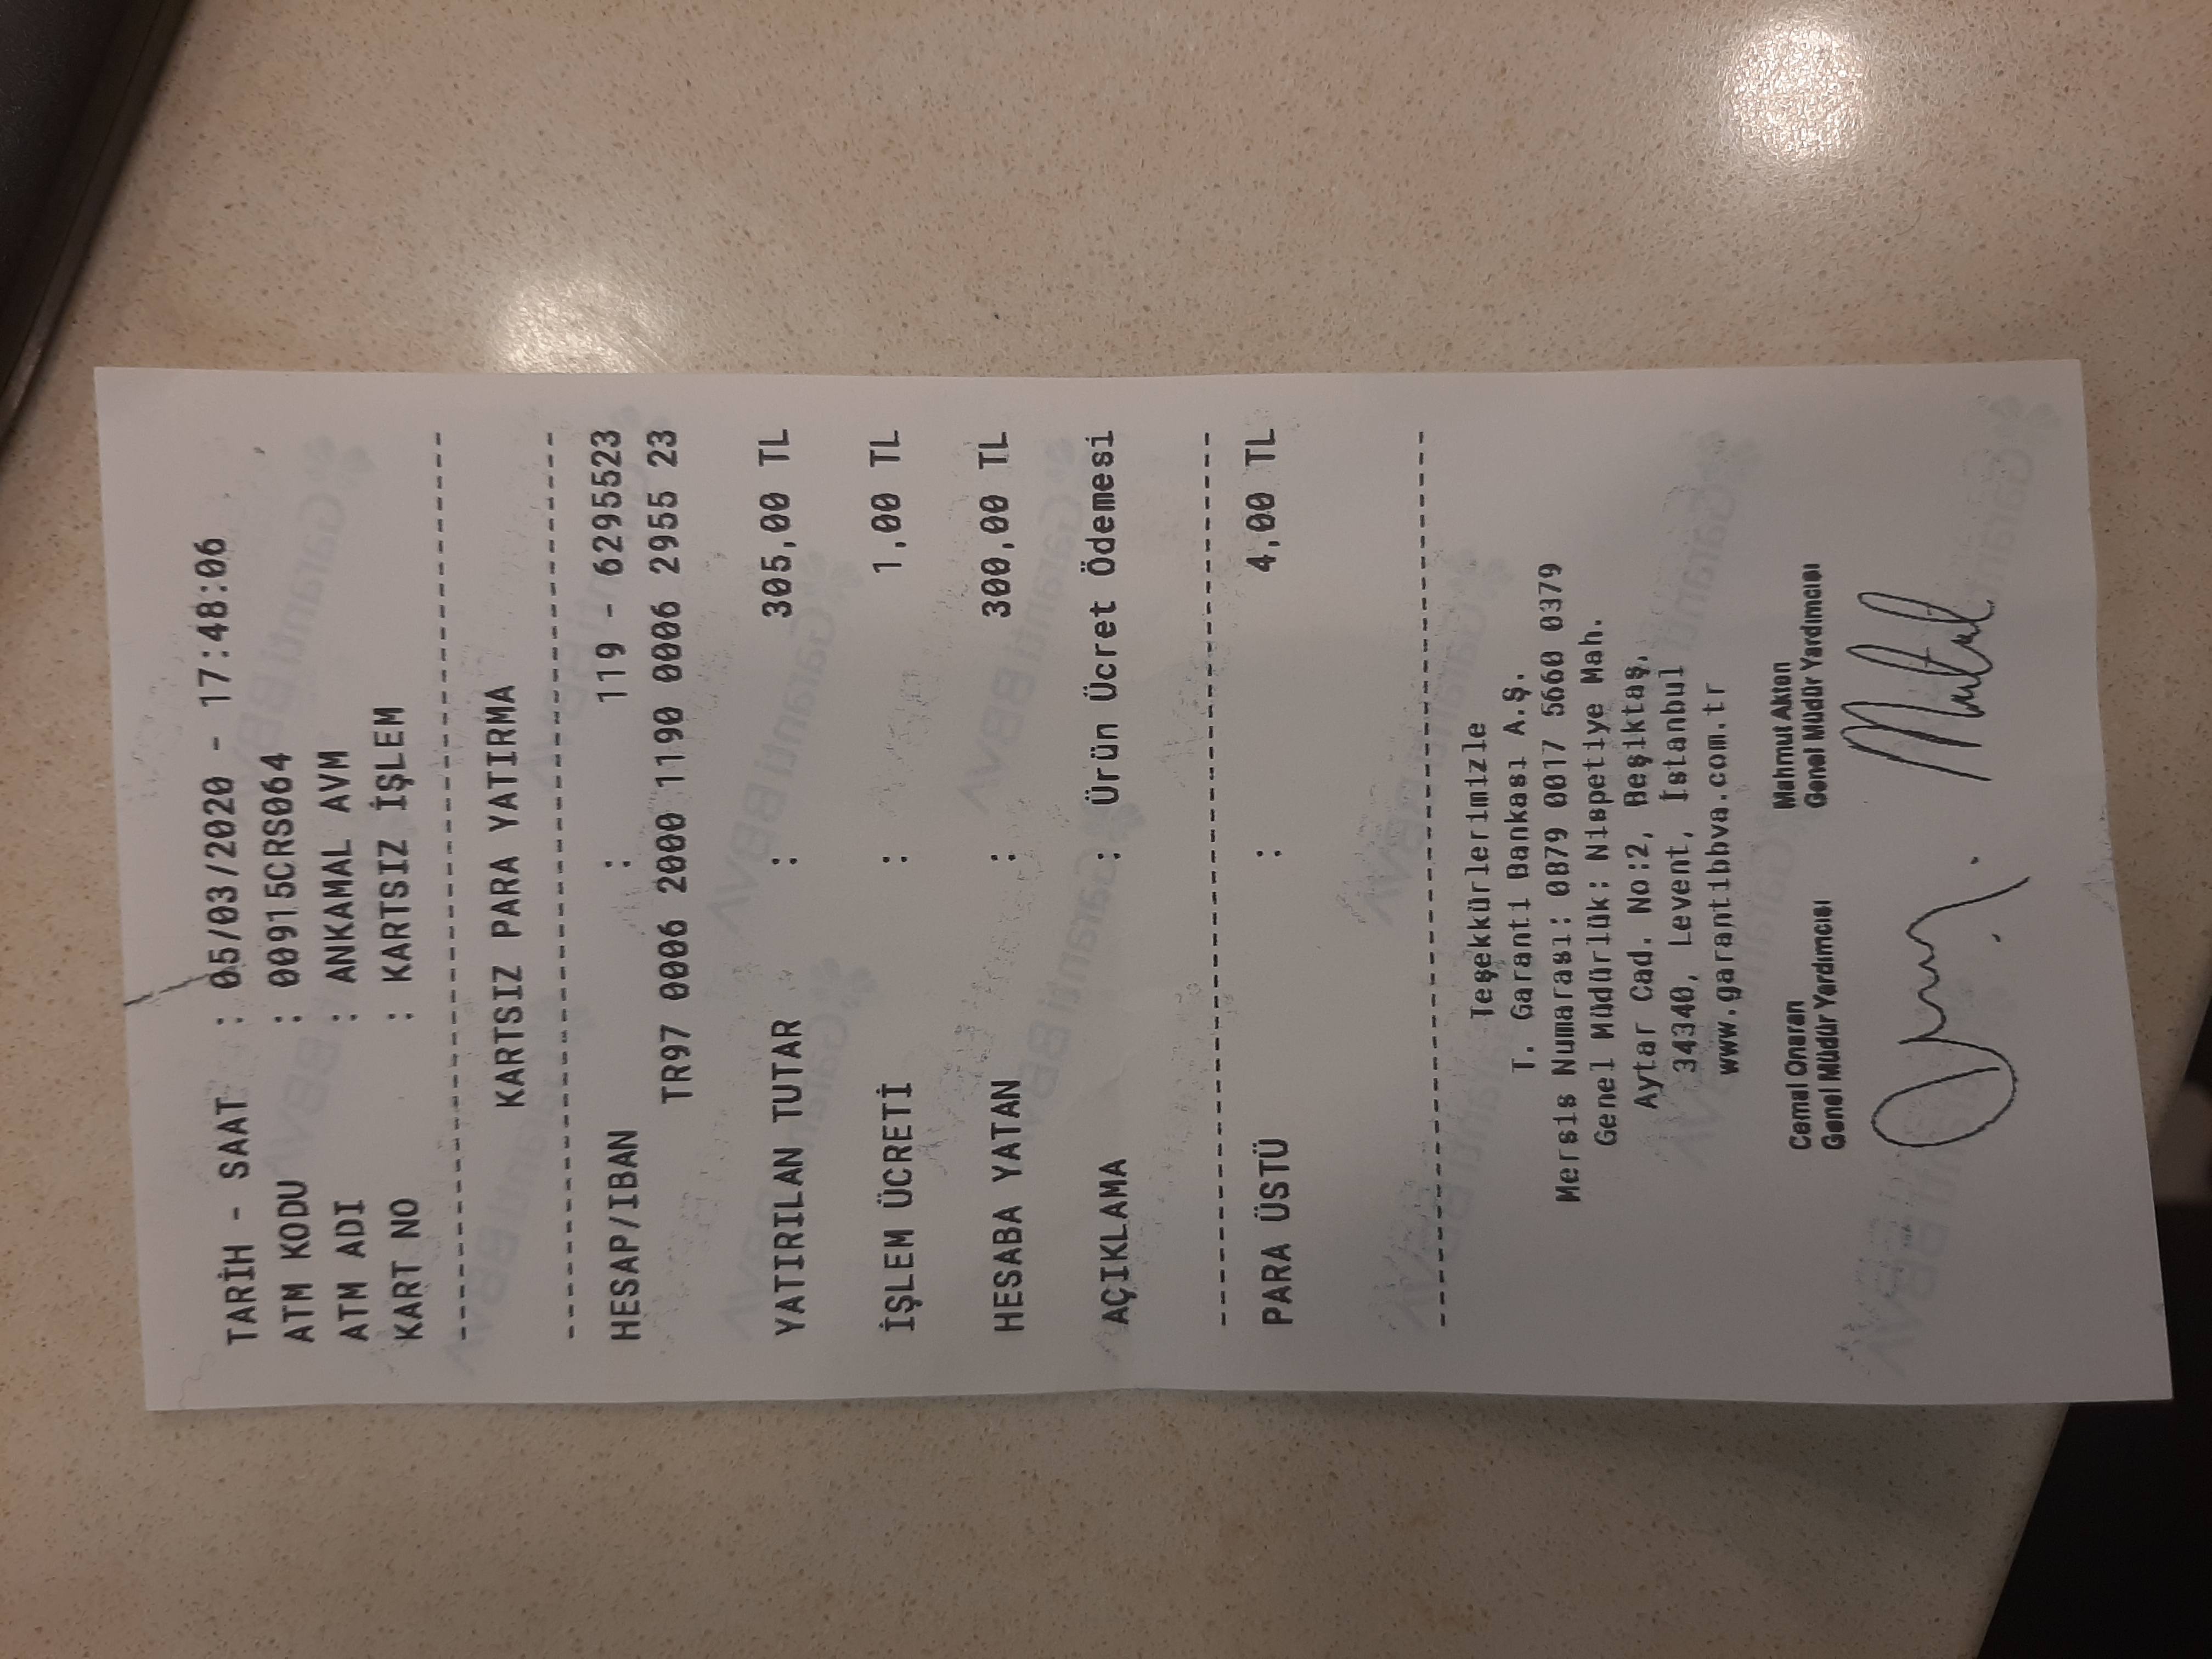 TARİH - SAAT : 05/03/2020 - 17:48:06
ATM KODU : 00915CRS064
ATM ADI : ANKAMAL AVM
KART NO : KARTSIZ İŞLEM
KARTSIZ PARA YATIRMA
HESAP/IBAN : 119 - 6295523
TR97 0006 2000 1190 0006 2955 23
YATIRILAN TUTAR : 305,00 TL
İŞLEM ÜCRETİ : 1,00 TL
HESABA YATAN : 300,00 TL
AÇIKLAMA : Ürün Ücret Ödemesi
PARA ÜSTÜ : 4,00 TL
Teşekkürlerimizle
T. Garanti Bankası A.Ş.
Mersis Numarası: 0879 0017 5660 0379
Genel Müdürlük: Nispetiye Mah.
Aytar Cad. No:2, Beşiktaş,
34340, Levent, İstanbul
www.garantibbva.com.tr
Cemal Onaran Mahmut Akten
Genel Müdür Yardımcısı Genel Müdür Yardımcısı